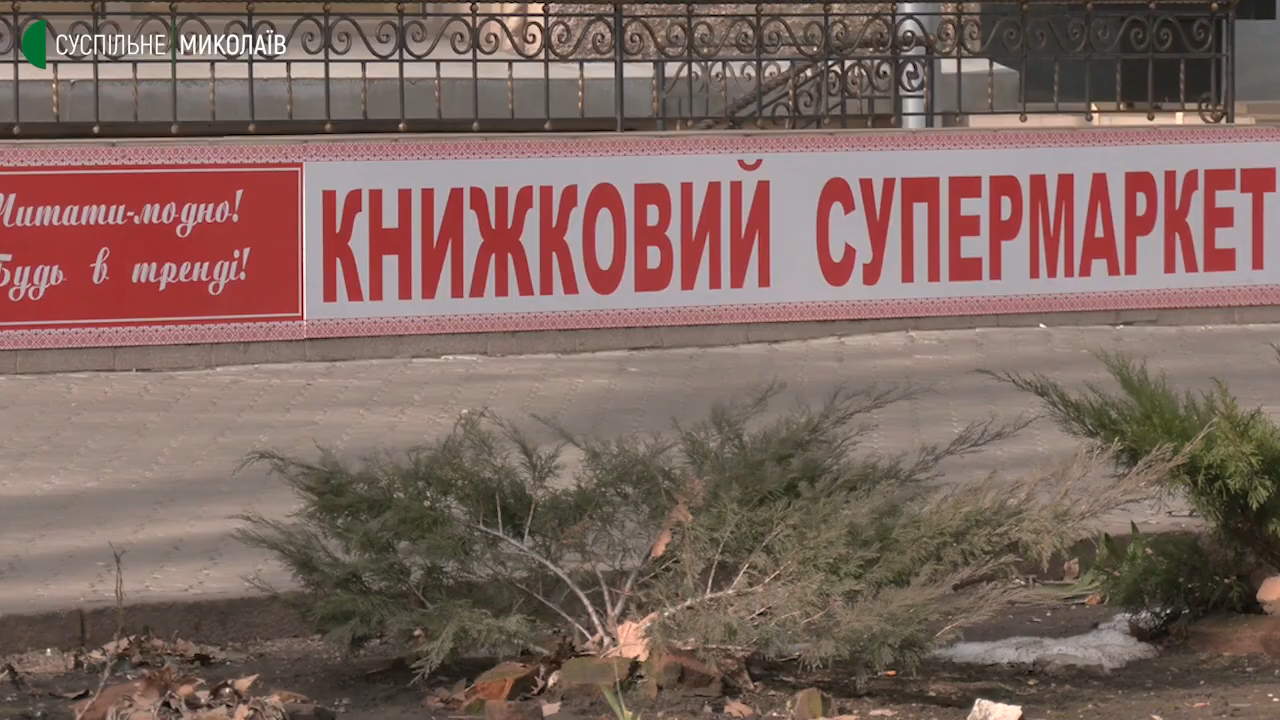 СУСПІЛЬНЕ МИКОЛАЇВ
Читати-модно!
Будь в тренді!
КНИЖКОВИЙ СУПЕРМАРКЕТ